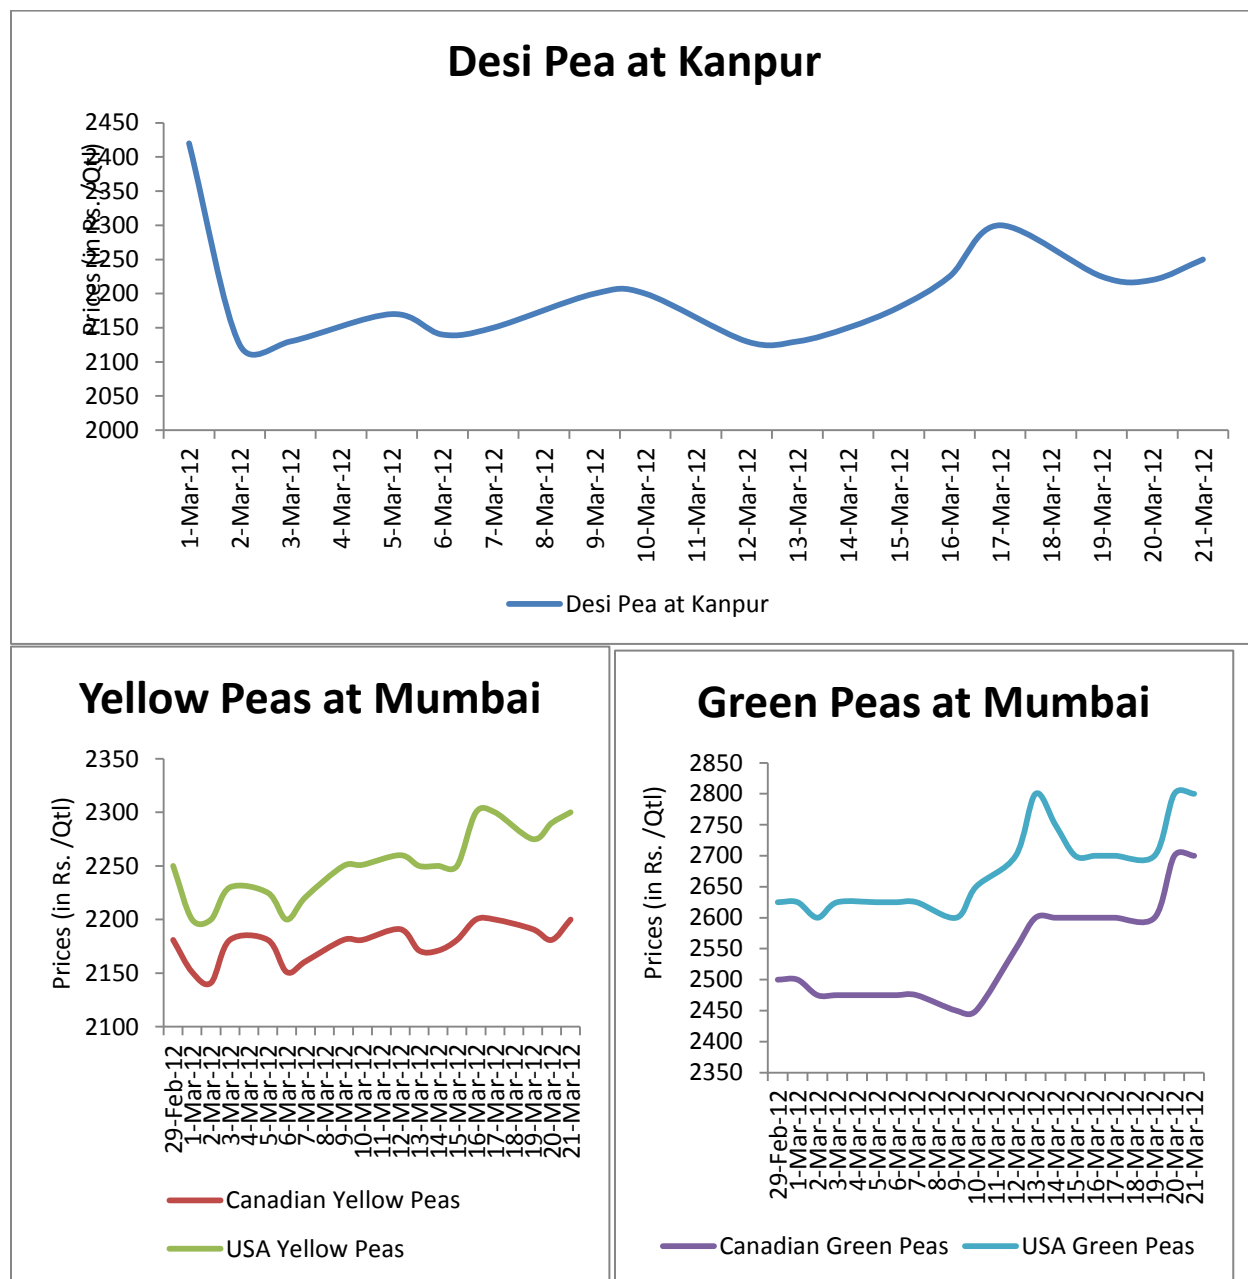 Desi Pea at Kanpur
Prices (in Rs. /Qtl)
2450
2400
2350
2300
2250
2200
2150
2100
2050
2000
1-Mar-12
2-Mar-12
3-Mar-12
4-Mar-12
5-Mar-12
6-Mar-12
7-Mar-12
8-Mar-12
9-Mar-12
10-Mar-12
11-Mar-12
12-Mar-12
13-Mar-12
14-Mar-12
15-Mar-12
16-Mar-12
17-Mar-12
18-Mar-12
19-Mar-12
20-Mar-12
21-Mar-12
Desi Pea at Kanpur
Yellow Peas at Mumbai
Prices (in Rs. /Qtl)
2350
2300
2250
2200
2150
2100
29-Feb-12
1-Mar-12
2-Mar-12
3-Mar-12
4-Mar-12
5-Mar-12
6-Mar-12
7-Mar-12
8-Mar-12
9-Mar-12
10-Mar-12
11-Mar-12
12-Mar-12
13-Mar-12
14-Mar-12
15-Mar-12
16-Mar-12
17-Mar-12
18-Mar-12
19-Mar-12
20-Mar-12
21-Mar-12
Canadian Yellow Peas
USA Yellow Peas
Green Peas at Mumbai
Prices (in Rs. /Qtl)
2850
2800
2750
2700
2650
2600
2550
2500
2450
2400
2350
29-Feb-12
1-Mar-12
2-Mar-12
3-Mar-12
4-Mar-12
5-Mar-12
6-Mar-12
7-Mar-12
8-Mar-12
9-Mar-12
10-Mar-12
11-Mar-12
12-Mar-12
13-Mar-12
14-Mar-12
15-Mar-12
16-Mar-12
17-Mar-12
18-Mar-12
19-Mar-12
20-Mar-12
21-Mar-12
Canadian Green Peas
USA Green Peas